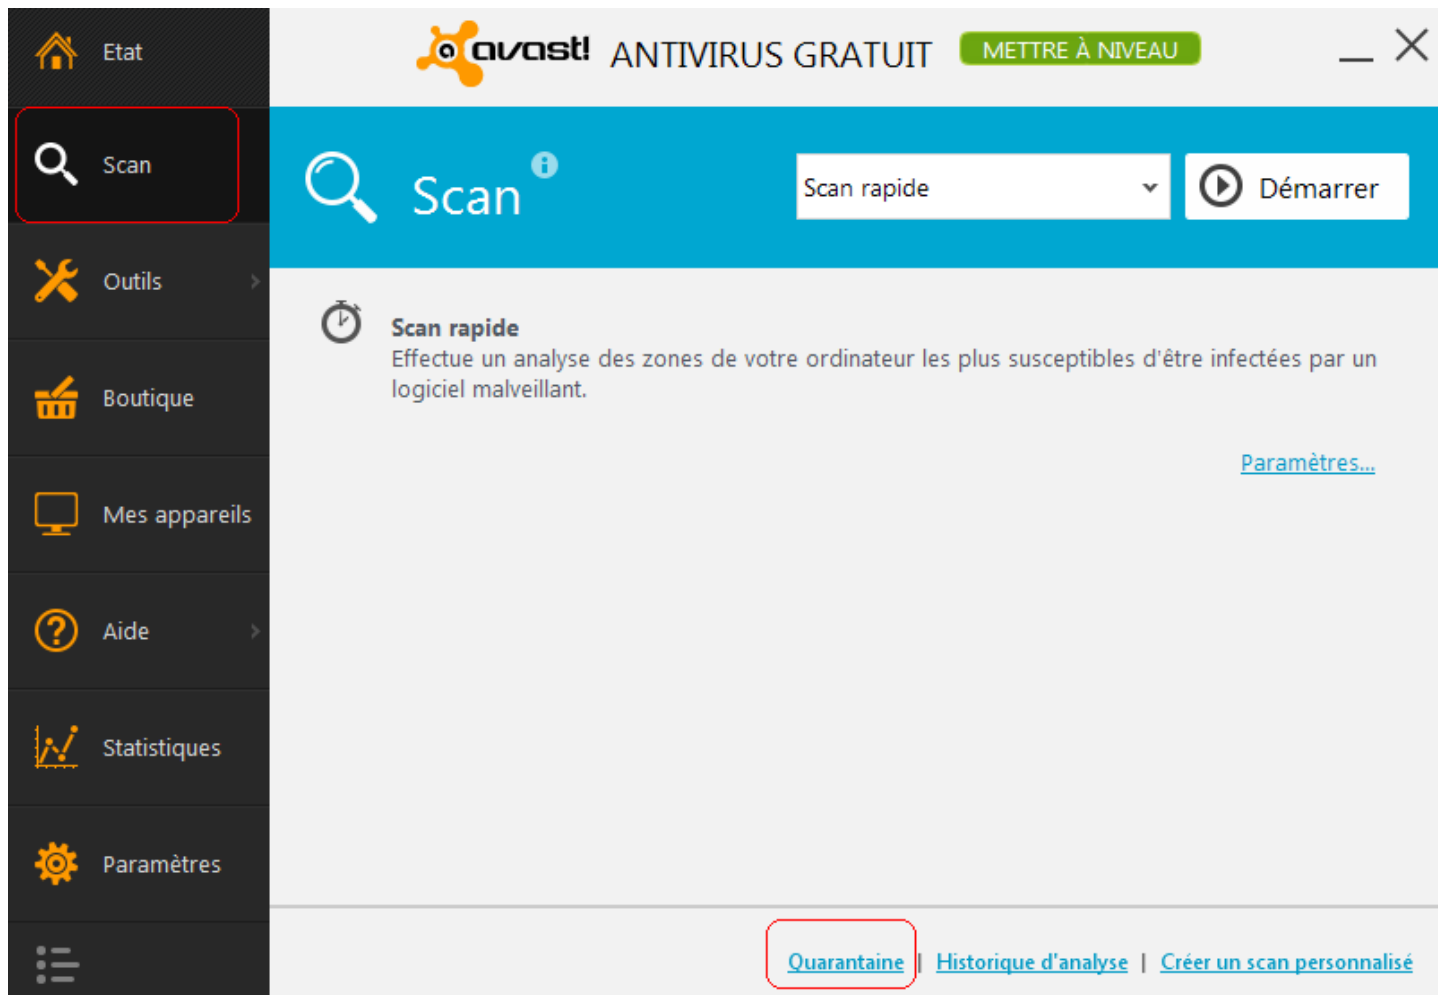 Etat
avast! ANTIVIRUS GRATUIT METTRE À NIVEAU
Scan
Scan
Scan rapide
Démarrer
Outils
Scan rapide
Effectue un analyse des zones de votre ordinateur les plus susceptibles d'être infectées par un
logiciel malveillant.
Boutique
Paramètres...
Mes appareils
Aide
Statistiques
Paramètres
Quarantaine | Historique d'analyse | Créer un scan personnalisé